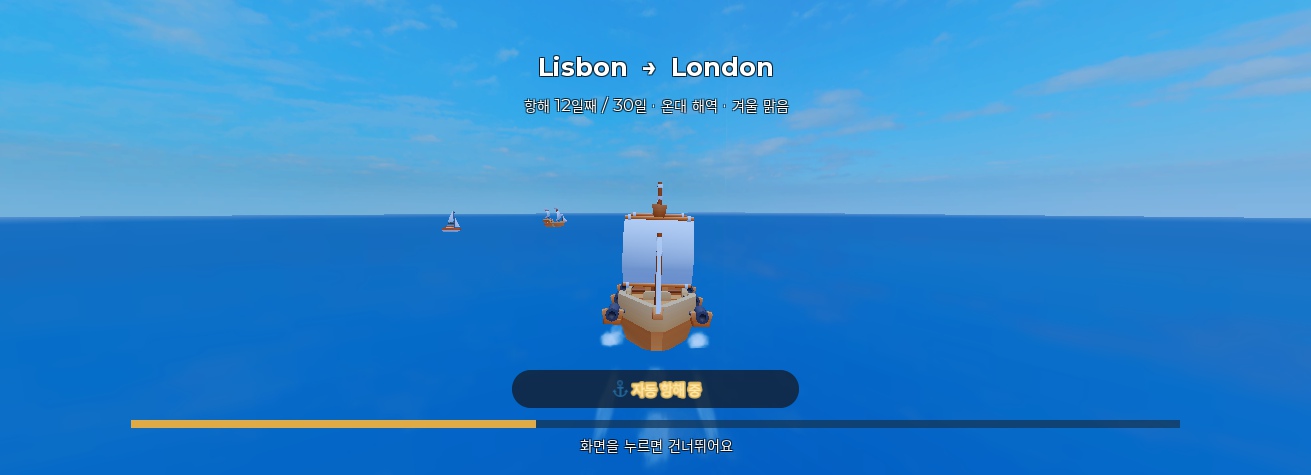 Lisbon → London
항해 12일째 / 30일 · 온대 해역 · 겨울 맑음
⚓ 자동 항해 중
화면을 누르면 건너뛰어요